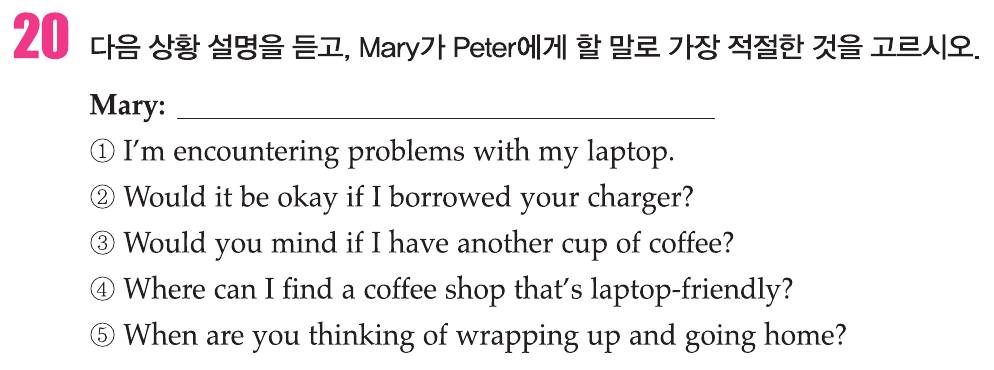 20 다음 상황 설명을 듣고, Mary가 Peter에게 할 말로 가장 적절한 것을 고르시오.
Mary: ______________________________
① I'm encountering problems with my laptop.
② Would it be okay if I borrowed your charger?
③ Would you mind if I have another cup of coffee?
④ Where can I find a coffee shop that's laptop-friendly?
⑤ When are you thinking of wrapping up and going home?